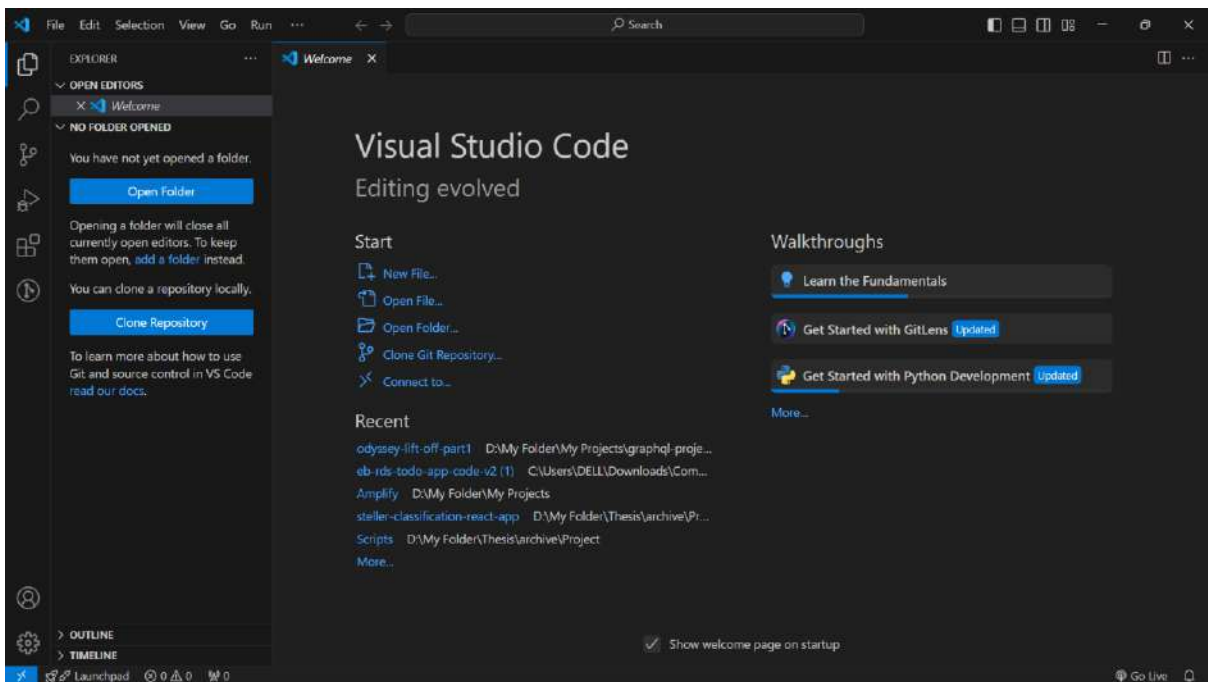 File Edit Selection View Go Run ...
Search
EXPLORER ...
OPEN EDITORS
Welcome
NO FOLDER OPENED
You have not yet opened a folder.
Open Folder
Opening a folder will close all
currently open editors. To keep
them open, add a folder instead.
You can clone a repository locally.
Clone Repository
To learn more about how to use
Git and source control in VS Code
read our docs.
OUTLINE
TIMELINE
Welcome
Visual Studio Code
Editing evolved
Start
New File...
Open File...
Open Folder...
Clone Git Repository...
Connect to...
Recent
odyssey-lift-off-part1 D:\My Folder\My Projects\graphql-proje...
eb-rds-todo-app-code-v2 (1) C:\Users\DELL\Downloads\Com...
Amplify D:\My Folder\My Projects
steller-classification-react-app D:\My Folder\Thesis\archive\Pr...
Scripts D:\My Folder\Thesis\archive\Project
More...
Walkthroughs
Learn the Fundamentals
Get Started with GitLens Updated
Get Started with Python Development Updated
More...
Show welcome page on startup
Launchpad 0 0 0
Go Live